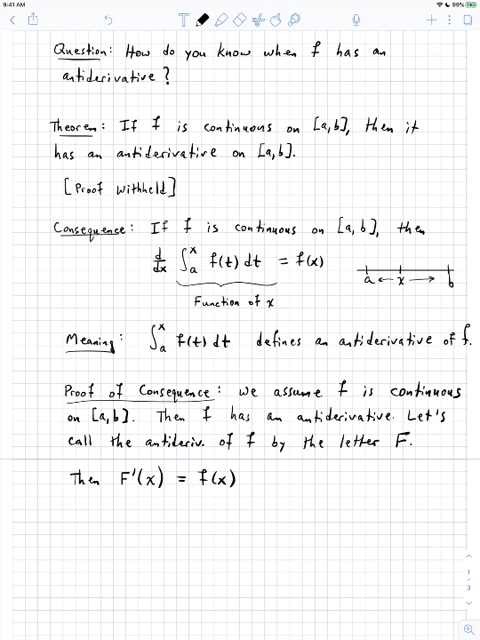 9:41 AM
86%
Question: How do you know when f has an
antiderivative?
Theorem: If f is continuous on [a,b], then it
has an antiderivative on [a,b].
[Proof withheld]
Consequence: If f is continuous on [a,b], then
d/dx ∫ₐˣ f(t) dt = f(x)
Function of x
a ← x → b
Meaning: ∫ₐˣ f(t) dt defines an antiderivative of f.
Proof of Consequence: we assume f is continuous
on [a,b]. Then f has an antiderivative. Let's
call the antideriv. of f by the letter F.
Then F'(x) = f(x)
1
/
3